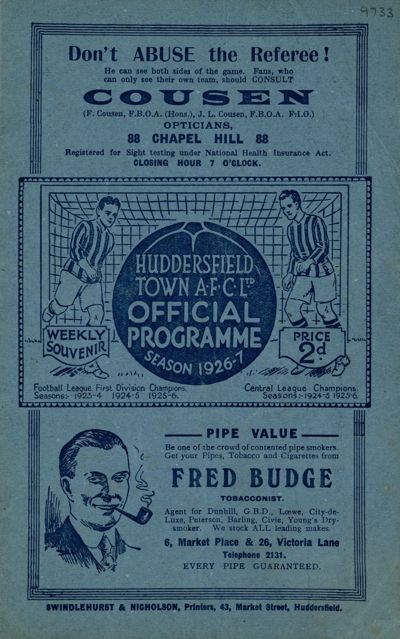 9733
Don't ABUSE the Referee!
He can see both sides of the game. Fans, who
can only see their own team, should CONSULT
COUSEN
(F. Cousen, F.B.O.A. (Hons.), J. L. Cousen, F.B.O.A. F.I.O.)
OPTICIANS,
88 CHAPEL HILL 88
Registered for Sight testing under National Health Insurance Act.
CLOSING HOUR 7 O'CLOCK.
HUDDERSFIELD
TOWN A.F.C. LTD
OFFICIAL
PROGRAMME
SEASON 1926-7
WEEKLY
SOUVENIR
PRICE
2d
Football League First Division Champions.
Seasons:- 1923-4 1924-5 1925-6.
Central League Champions.
Seasons:- 1924-5 1925-6.
PIPE VALUE
Be one of the crowd of contented pipe smokers.
Get your Pipes, Tobacco and Cigarettes from
FRED BUDGE
TOBACCONIST.
Agent for Dunhill, G.B.D., Lœwe, City-de-
Luxe, Peterson, Barling, Civic, Young's Dry-
smoker. We stock ALL leading makes.
6, Market Place & 26, Victoria Lane
Telephone 2131.
EVERY PIPE GUARANTEED.
SWINDLEHURST & NICHOLSON, Printers, 43, Market Street, Huddersfield.